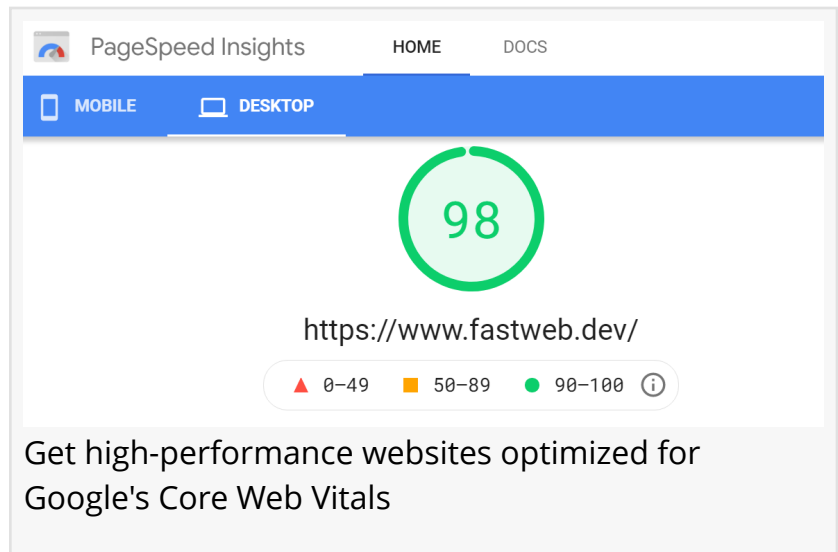 PageSpeed Insights HOME DOCS
MOBILE DESKTOP
98
https://www.fastweb.dev/
0–49 50–89 90–100
Get high-performance websites optimized for
Google's Core Web Vitals